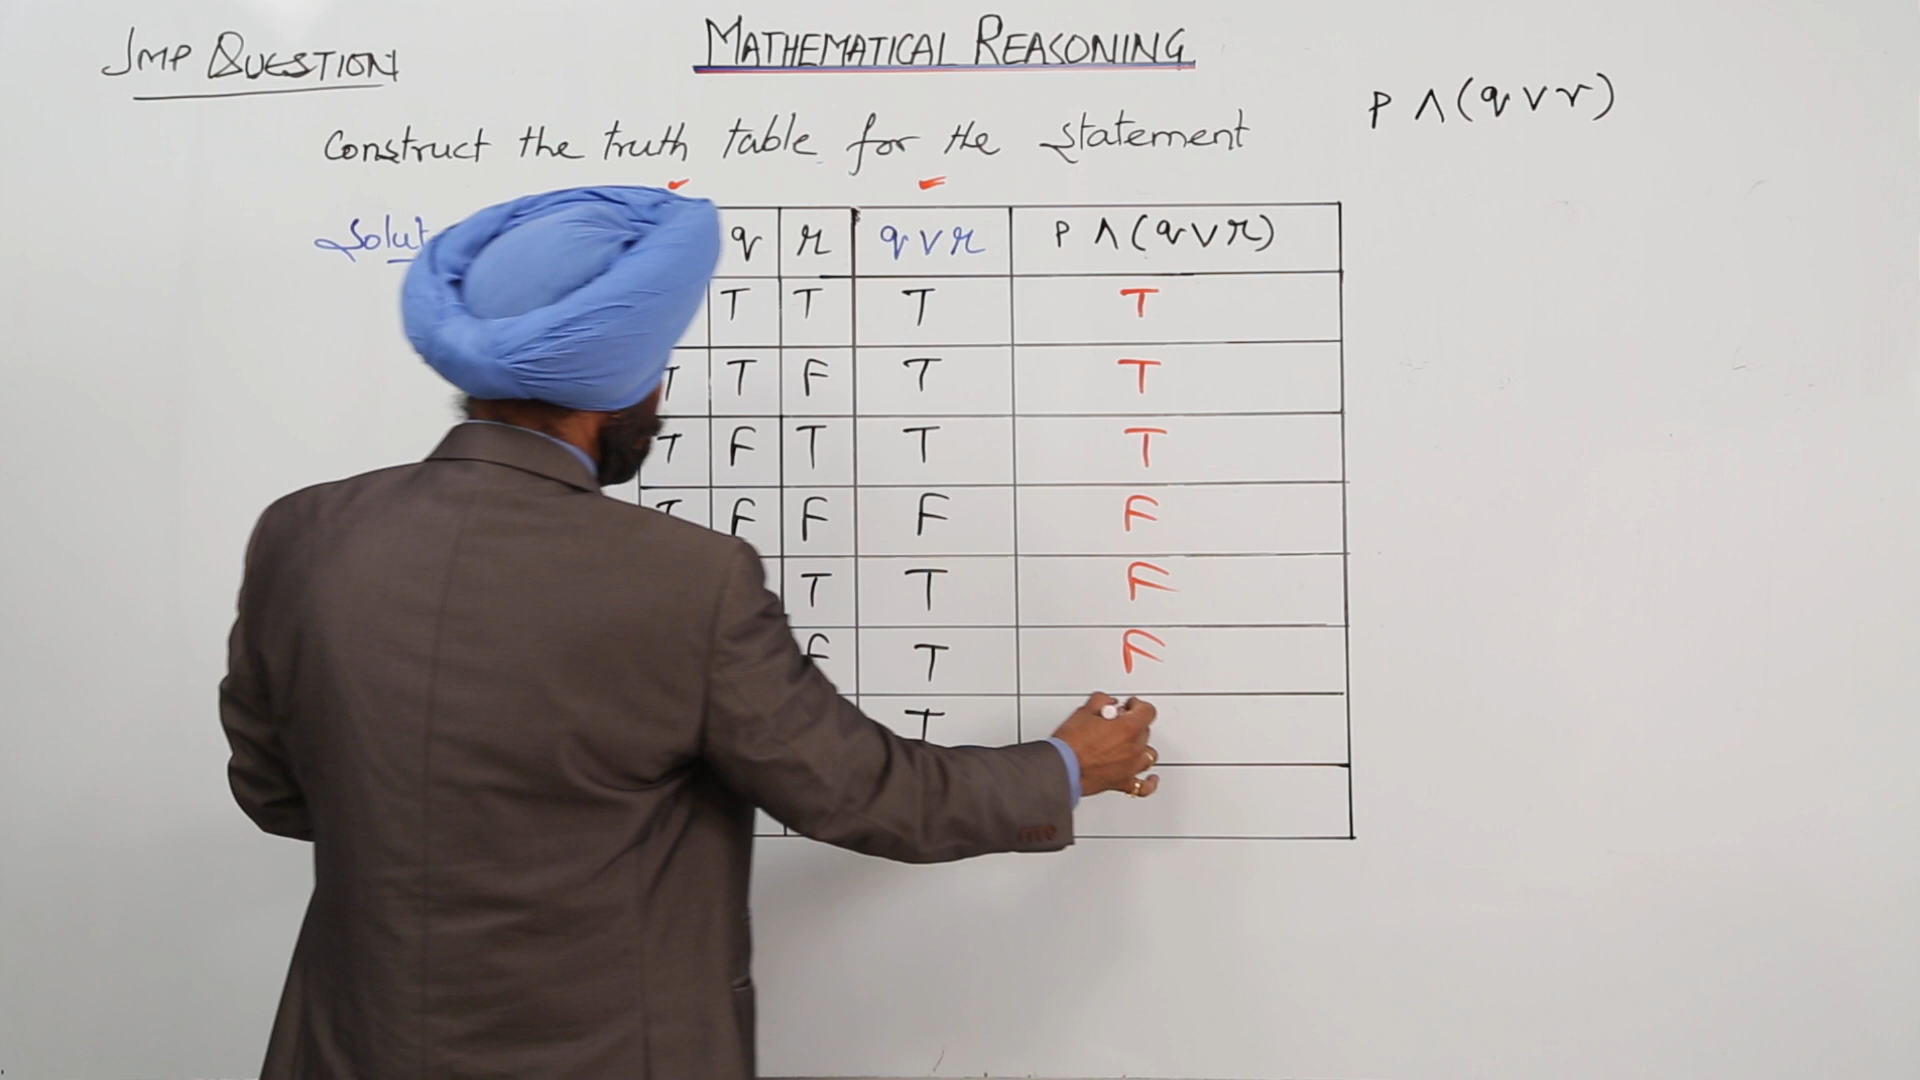 IMP QUESTION
MATHEMATICAL REASONING
P ∧ (q ∨ r)
Construct the truth table for the statement
q r q ∨ r P ∧ (q ∨ r)
T T T T
T T F T T
T F T T T
T F F F F
T T F
F T F
T